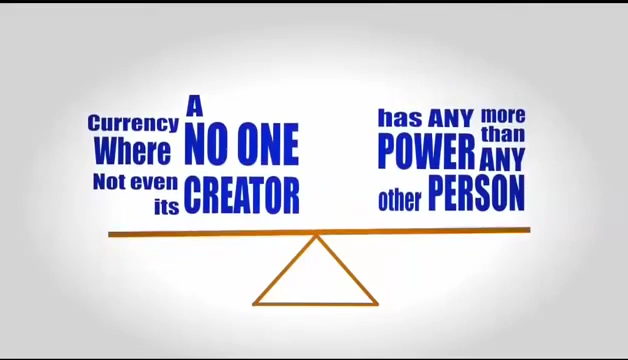 A
Currency
Where NO ONE
Not even
its CREATOR
has ANY more
than
POWER ANY
other PERSON